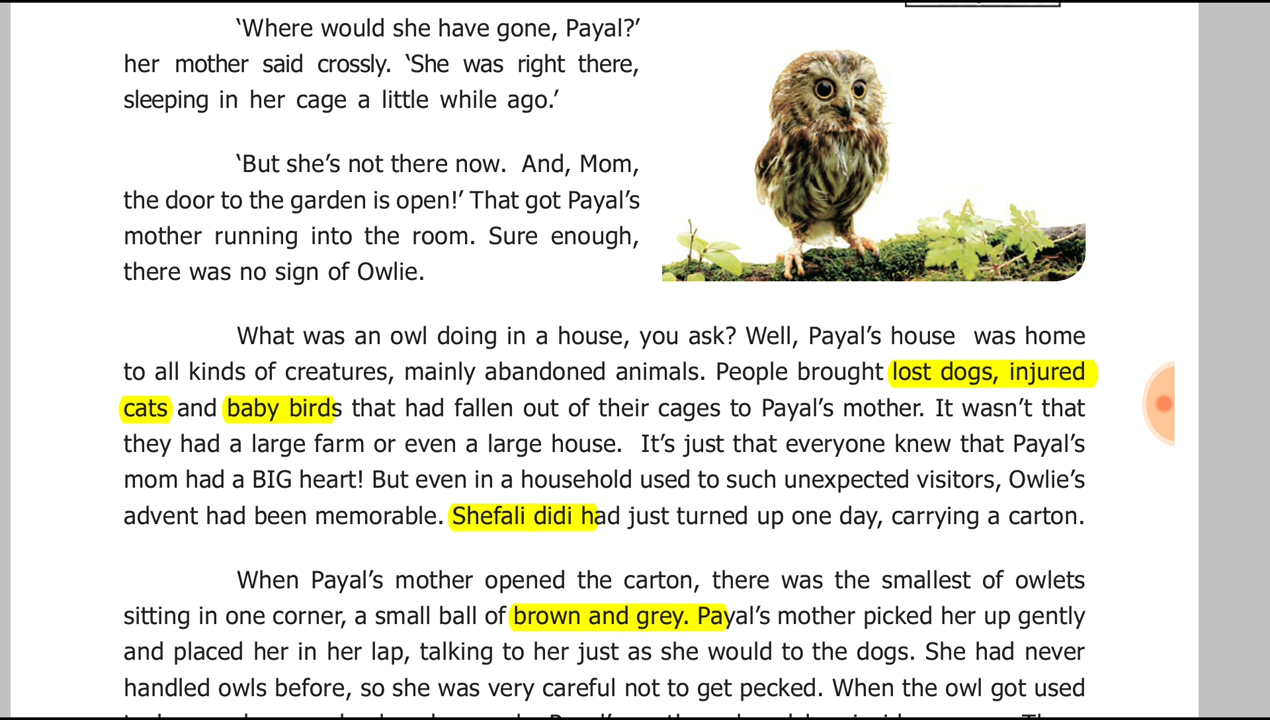 ‘Where would she have gone, Payal?’
her mother said crossly. ‘She was right there,
sleeping in her cage a little while ago.’
‘But she’s not there now. And, Mom,
the door to the garden is open!’ That got Payal’s
mother running into the room. Sure enough,
there was no sign of Owlie.
What was an owl doing in a house, you ask? Well, Payal’s house was home
to all kinds of creatures, mainly abandoned animals. People brought lost dogs, injured
cats and baby birds that had fallen out of their cages to Payal’s mother. It wasn’t that
they had a large farm or even a large house. It’s just that everyone knew that Payal’s
mom had a BIG heart! But even in a household used to such unexpected visitors, Owlie’s
advent had been memorable. Shefali didi had just turned up one day, carrying a carton.
When Payal’s mother opened the carton, there was the smallest of owlets
sitting in one corner, a small ball of brown and grey. Payal’s mother picked her up gently
and placed her in her lap, talking to her just as she would to the dogs. She had never
handled owls before, so she was very careful not to get pecked. When the owl got used